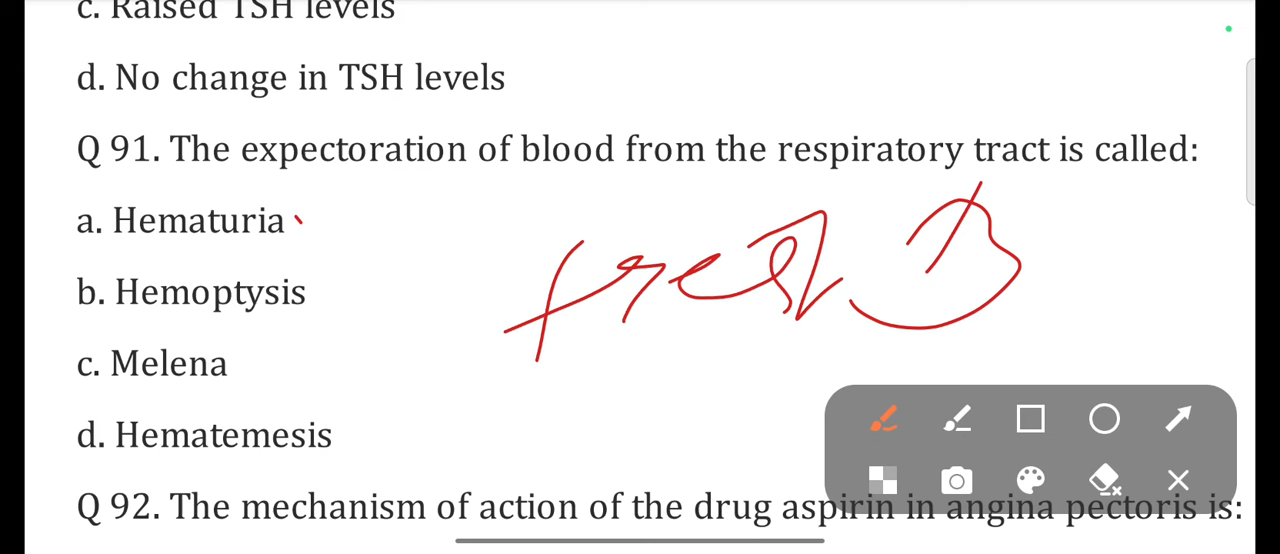 c. Raised TSH levels
d. No change in TSH levels
Q 91. The expectoration of blood from the respiratory tract is called:
a. Hematuria
b. Hemoptysis
c. Melena
d. Hematemesis
Q 92. The mechanism of action of the drug aspirin in angina pectoris is: